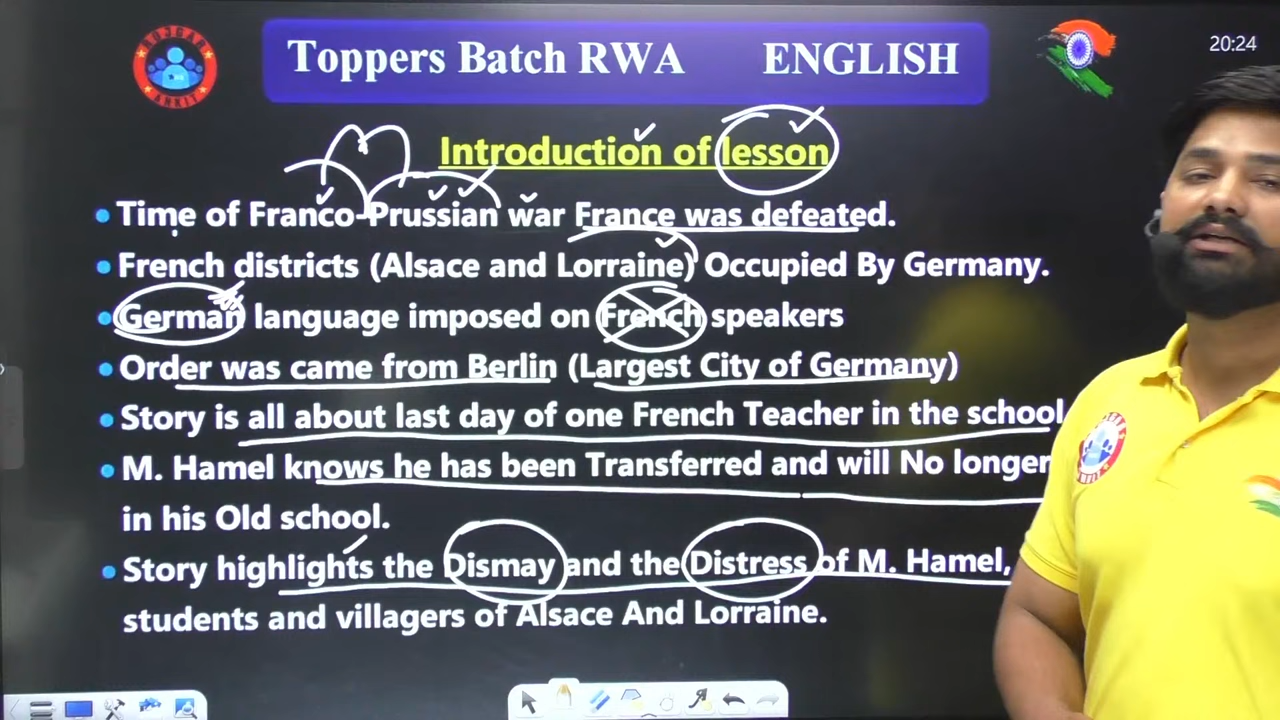 Toppers Batch RWA ENGLISH
20:24
ROJGAR
ANKIT
Introduction of lesson
• Time of Franco-Prussian war France was defeated.
• French districts (Alsace and Lorraine) Occupied By Germany.
• German language imposed on French speakers
• Order was came from Berlin (Largest City of Germany)
• Story is all about last day of one French Teacher in the school
• M. Hamel knows he has been Transferred and will No longer
in his Old school.
• Story highlights the Dismay and the Distress of M. Hamel,
students and villagers of Alsace And Lorraine.